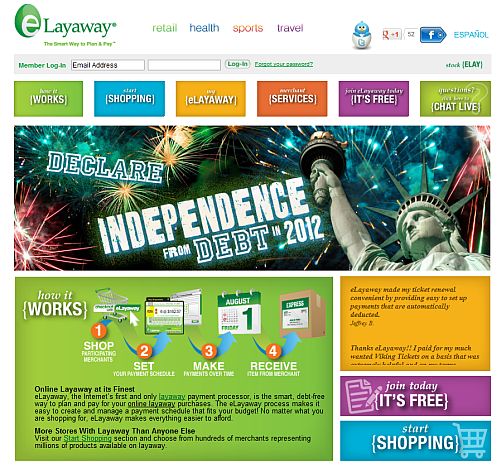 eLayaway®
The Smart Way to Plan & Pay™
retail health sports travel
g +1 52 ESPAÑOL
Member Log-In Email Address Log-In Forgot your password? stock {ELAY}
how it {WORKS}
start {SHOPPING}
my {eLAYAWAY}
merchant {SERVICES}
join eLayaway today {IT'S FREE}
questions? click here to {CHAT LIVE}
DECLARE
INDEPENDENCE
FROM DEBT IN 2012
how it
{WORKS}
eLayaway
AUGUST
1
FRIDAY
EXPRESS
1 2 3 4
SHOP
PARTICIPATING
MERCHANTS
SET
YOUR PAYMENT SCHEDULE
MAKE
PAYMENTS OVER TIME
RECEIVE
ITEM FROM MERCHANT
Online Layaway at its Finest
eLayaway, the Internet's first and only layaway payment processor, is the smart, debt-free
way to plan and pay for your online layaway purchases. The eLayaway process makes it
easy to create and manage a payment schedule that fits your budget! No matter what you
are shopping for, eLayaway makes everything easier to afford.
More Stores With Layaway Than Anyone Else
Visit our Start Shopping section and choose from hundreds of merchants representing
millions of products available on layaway.
eLayaway made my ticket renewal
convenient by providing easy to set up
payments that are automatically
deducted.
Jeffrey B.
Thanks eLayaway!! I paid for my much
wanted Viking Tickets on a basis that was
join today
{IT'S FREE}
start
{SHOPPING}